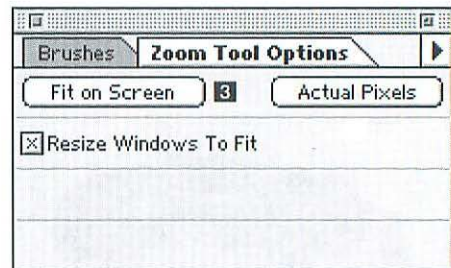 Brushes Zoom Tool Options
Fit on Screen 3 Actual Pixels
Resize Windows To Fit